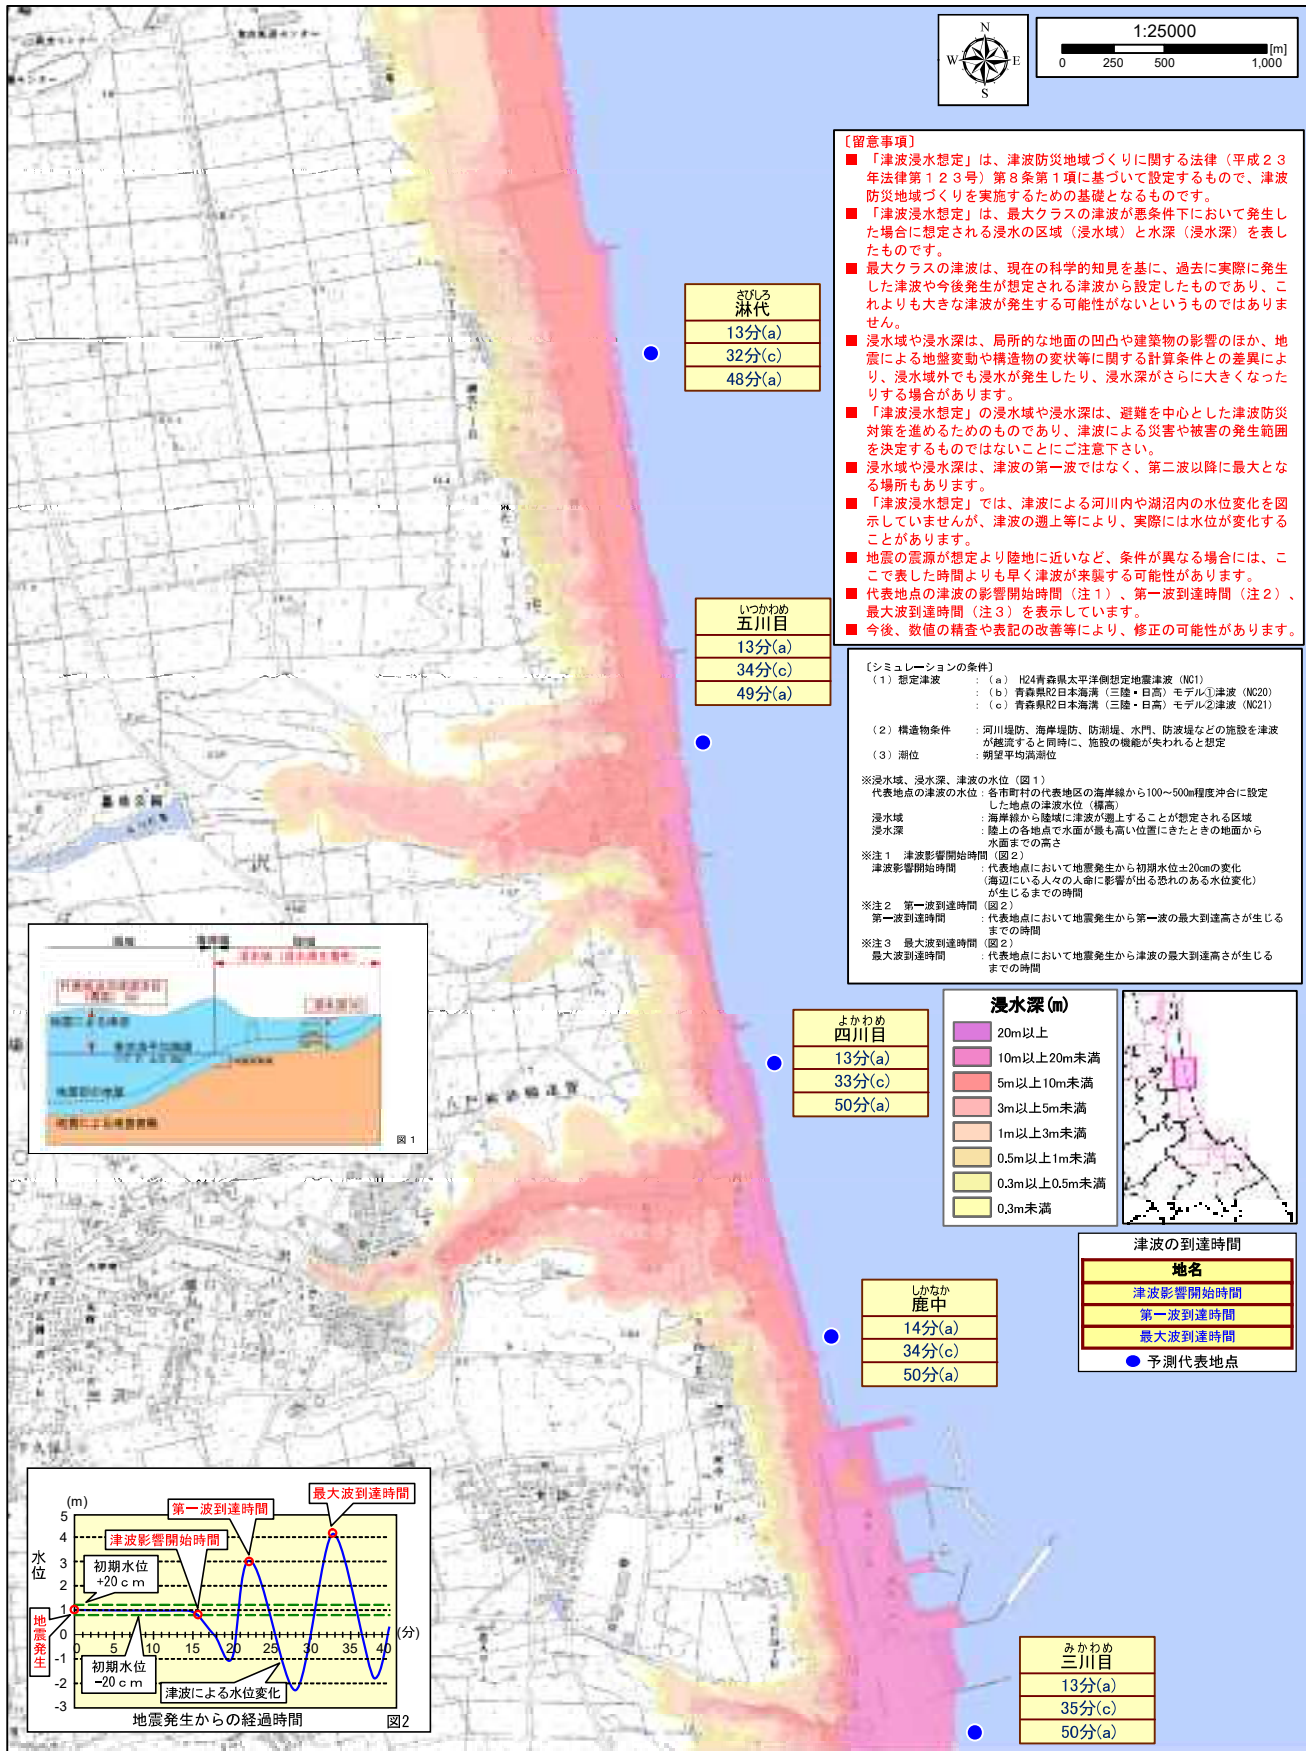 N
W
E
S
1:25000
[m]
0 250 500 1,000
〔留意事項〕
■ 「津波浸水想定」は、津波防災地域づくりに関する法律（平成２３
年法律第１２３号）第８条第１項に基づいて設定するもので、津波
防災地域づくりを実施するための基礎となるものです。
■ 「津波浸水想定」は、最大クラスの津波が悪条件下において発生し
た場合に想定される浸水の区域（浸水域）と水深（浸水深）を表し
たものです。
■ 最大クラスの津波は、現在の科学的知見を基に、過去に実際に発生
した津波や今後発生が想定される津波から設定したものであり、こ
れよりも大きな津波が発生する可能性がないというものではありま
せん。
■ 浸水域や浸水深は、局所的な地面の凹凸や建築物の影響のほか、地
震による地盤変動や構造物の変状等に関する計算条件との差異によ
り、浸水域外でも浸水が発生したり、浸水深がさらに大きくなった
りする場合があります。
■ 「津波浸水想定」の浸水域や浸水深は、避難を中心とした津波防災
対策を進めるためのものであり、津波による災害や被害の発生範囲
を決定するものではないことにご注意下さい。
■ 浸水域や浸水深は、津波の第一波ではなく、第二波以降に最大とな
る場所もあります。
■ 「津波浸水想定」では、津波による河川内や湖沼内の水位変化を図
示していませんが、津波の遡上等により、実際には水位が変化する
ことがあります。
■ 地震の震源が想定より陸地に近いなど、条件が異なる場合には、こ
こで表した時間よりも早く津波が来襲する可能性があります。
■ 代表地点の津波の影響開始時間（注１）、第一波到達時間（注２）、
最大波到達時間（注３）を表示しています。
■ 今後、数値の精査や表記の改善等により、修正の可能性があります。
さびしろ
淋代
13分(a)
32分(c)
48分(a)
いつかわめ
五川目
13分(a)
34分(c)
49分(a)
〔シミュレーションの条件〕
（１）想定津波 ：（ａ） H24青森県太平洋側想定地震津波（NC1）
：（ｂ）青森県R2日本海溝（三陸・日高）モデル①津波（NC20）
：（ｃ）青森県R2日本海溝（三陸・日高）モデル②津波（NC21）
（２）構造物条件 ：河川堤防、海岸堤防、防潮堤、水門、防波堤などの施設を津波
が越流すると同時に、施設の機能が失われると想定
（３）潮位 ：朔望平均満潮位
※浸水域、浸水深、津波の水位（図１）
代表地点の津波の水位：各市町村の代表地区の海岸線から100～500m程度沖合に設定
した地点の津波水位（標高）
浸水域 ：海岸線から陸域に津波が遡上することが想定される区域
浸水深 ：陸上の各地点で水面が最も高い位置にきたときの地面から
水面までの高さ
※注１ 津波影響開始時間（図２）
津波影響開始時間 ：代表地点において地震発生から初期水位±20cmの変化
（海辺にいる人々の人命に影響が出る恐れのある水位変化）
が生じるまでの時間
※注２ 第一波到達時間（図２）
第一波到達時間 ：代表地点において地震発生から第一波の最大到達高さが生じる
までの時間
※注３ 最大波到達時間（図２）
最大波到達時間 ：代表地点において地震発生から津波の最大到達高さが生じる
までの時間
沢
図１
よかわめ
四川目
13分(a)
33分(c)
50分(a)
浸水深(m)
20m以上
10m以上20m未満
5m以上10m未満
3m以上5m未満
1m以上3m未満
0.5m以上1m未満
0.3m以上0.5m未満
0.3m未満
津波の到達時間
地名
津波影響開始時間
第一波到達時間
最大波到達時間
予測代表地点
しかなか
鹿中
14分(a)
34分(c)
50分(a)
(m)
水位
5
4
3
2
1
0
-1
-2
-3
最大波到達時間
第一波到達時間
津波影響開始時間
初期水位
+20ｃｍ
地震発生
0 5 10 15 20 25 30 35 40
(分)
初期水位
−20ｃｍ
津波による水位変化
地震発生からの経過時間
図2
みかわめ
三川目
13分(a)
35分(c)
50分(a)